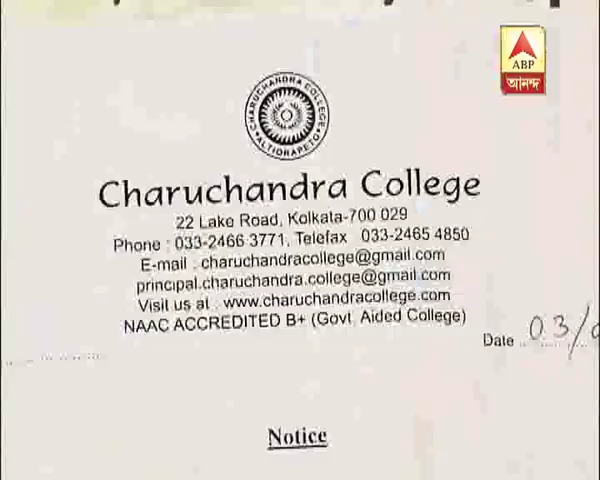 ABP
আনন্দ
CHARUCHANDRA COLLEGE
ALTIORAPETO
Charuchandra College
22 Lake Road, Kolkata-700 029
Phone : 033-2466 3771, Telefax 033-2465 4850
E-mail : charuchandracollege@gmail.com
principal.charuchandra.college@gmail.com
Visit us at : www.charuchandracollege.com
NAAC ACCREDITED B+ (Govt. Aided College)
Date 03/
Notice